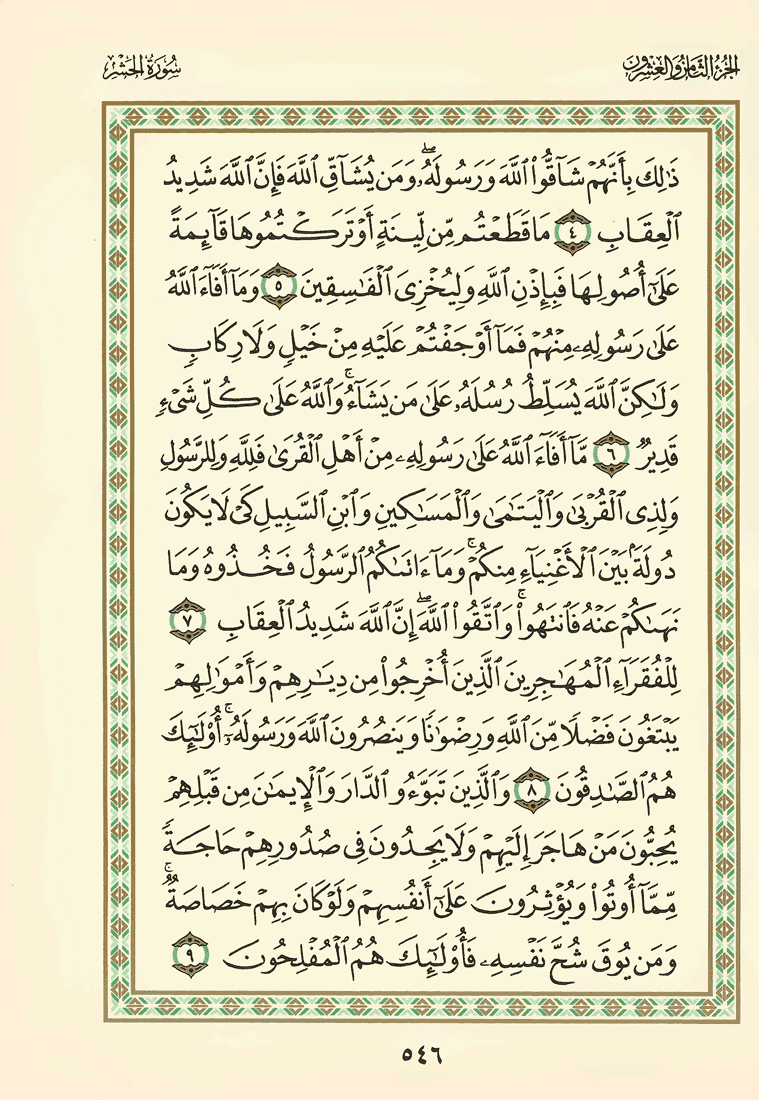 الجزء الثامن والعشرون
سورة الحشر
ذَٰلِكَ بِأَنَّهُمْ شَآقُّوا۟ ٱللَّهَ وَرَسُولَهُۥ ۖ وَمَن يُشَآقِّ ٱللَّهَ فَإِنَّ ٱللَّهَ شَدِيدُ
ٱلْعِقَابِ ٤ مَا قَطَعْتُم مِّن لِّينَةٍ أَوْ تَرَكْتُمُوهَا قَآئِمَةً
عَلَىٰٓ أُصُولِهَا فَبِإِذْنِ ٱللَّهِ وَلِيُخْزِىَ ٱلْفَـٰسِقِينَ ٥ وَمَآ أَفَآءَ ٱللَّهُ
عَلَىٰ رَسُولِهِۦ مِنْهُمْ فَمَآ أَوْجَفْتُمْ عَلَيْهِ مِنْ خَيْلٍ وَلَا رِكَابٍ
وَلَـٰكِنَّ ٱللَّهَ يُسَلِّطُ رُسُلَهُۥ عَلَىٰ مَن يَشَآءُ ۚ وَٱللَّهُ عَلَىٰ كُلِّ شَىْءٍ
قَدِيرٌ ٦ مَّآ أَفَآءَ ٱللَّهُ عَلَىٰ رَسُولِهِۦ مِنْ أَهْلِ ٱلْقُرَىٰ فَلِلَّهِ وَلِلرَّسُولِ
وَلِذِى ٱلْقُرْبَىٰ وَٱلْيَتَـٰمَىٰ وَٱلْمَسَـٰكِينِ وَٱبْنِ ٱلسَّبِيلِ كَىْ لَا يَكُونَ
دُولَةًۢ بَيْنَ ٱلْأَغْنِيَآءِ مِنكُمْ ۚ وَمَآ ءَاتَىٰكُمُ ٱلرَّسُولُ فَخُذُوهُ وَمَا
نَهَىٰكُمْ عَنْهُ فَٱنتَهُوا۟ ۚ وَٱتَّقُوا۟ ٱللَّهَ ۖ إِنَّ ٱللَّهَ شَدِيدُ ٱلْعِقَابِ ٧
لِلْفُقَرَآءِ ٱلْمُهَـٰجِرِينَ ٱلَّذِينَ أُخْرِجُوا۟ مِن دِيَـٰرِهِمْ وَأَمْوَٰلِهِمْ
يَبْتَغُونَ فَضْلًا مِّنَ ٱللَّهِ وَرِضْوَٰنًا وَيَنصُرُونَ ٱللَّهَ وَرَسُولَهُۥٓ ۚ أُو۟لَـٰٓئِكَ
هُمُ ٱلصَّـٰدِقُونَ ٨ وَٱلَّذِينَ تَبَوَّءُو ٱلدَّارَ وَٱلْإِيمَـٰنَ مِن قَبْلِهِمْ
يُحِبُّونَ مَنْ هَاجَرَ إِلَيْهِمْ وَلَا يَجِدُونَ فِى صُدُورِهِمْ حَاجَةً
مِّمَّآ أُوتُوا۟ وَيُؤْثِرُونَ عَلَىٰٓ أَنفُسِهِمْ وَلَوْ كَانَ بِهِمْ خَصَاصَةٌ ۚ
وَمَن يُوقَ شُحَّ نَفْسِهِۦ فَأُو۟لَـٰٓئِكَ هُمُ ٱلْمُفْلِحُونَ ٩
٥٤٦